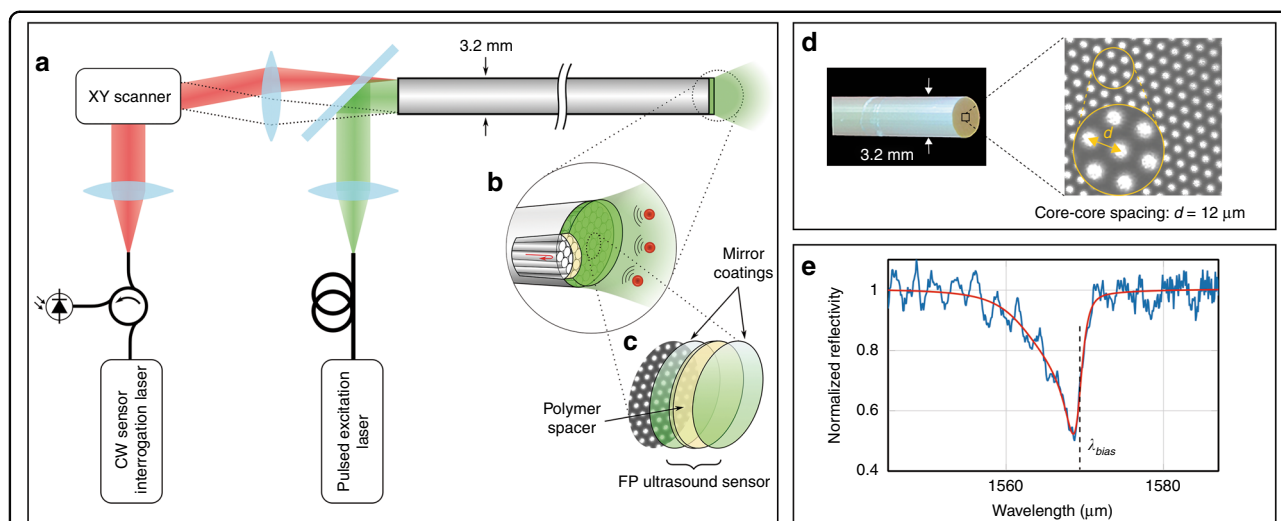 a
XY scanner
3.2 mm
CW sensor
interrogation laser
Pulsed excitation
laser
b
Mirror
coatings
c
Polymer
spacer
FP ultrasound sensor
d
3.2 mm
d
Core-core spacing: d = 12 μm
e
Normalized reflectivity
1
0.8
0.6
0.4
λbias
1560
1580
Wavelength (μm)